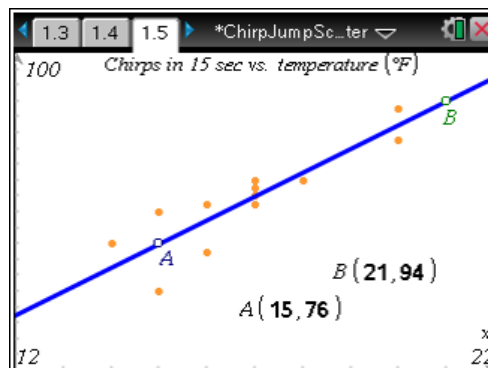 1.3 1.4 1.5 *ChirpJumpSc…ter
100 Chirps in 15 sec vs. temperature (°F)
B
A
B(21,94)
A(15,76)
x
12 22